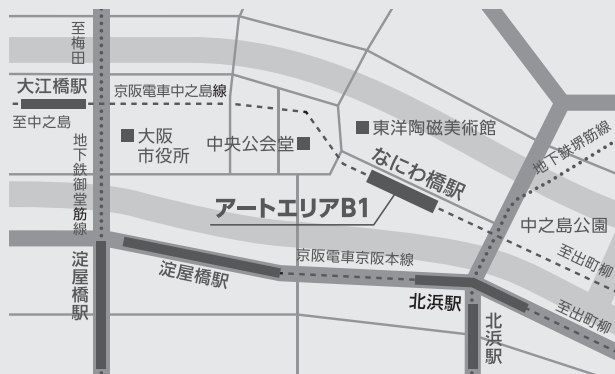 至梅田
大江橋駅
京阪電車中之島線
至中之島
地下鉄御堂筋線
大阪
市役所
中央公会堂
東洋陶磁美術館
なにわ橋駅
地下鉄堺筋線
アートエリアB1
中之島公園
至出町柳
京阪電車京阪本線
淀屋橋駅
淀屋橋駅
北浜駅
至出町柳
北浜駅